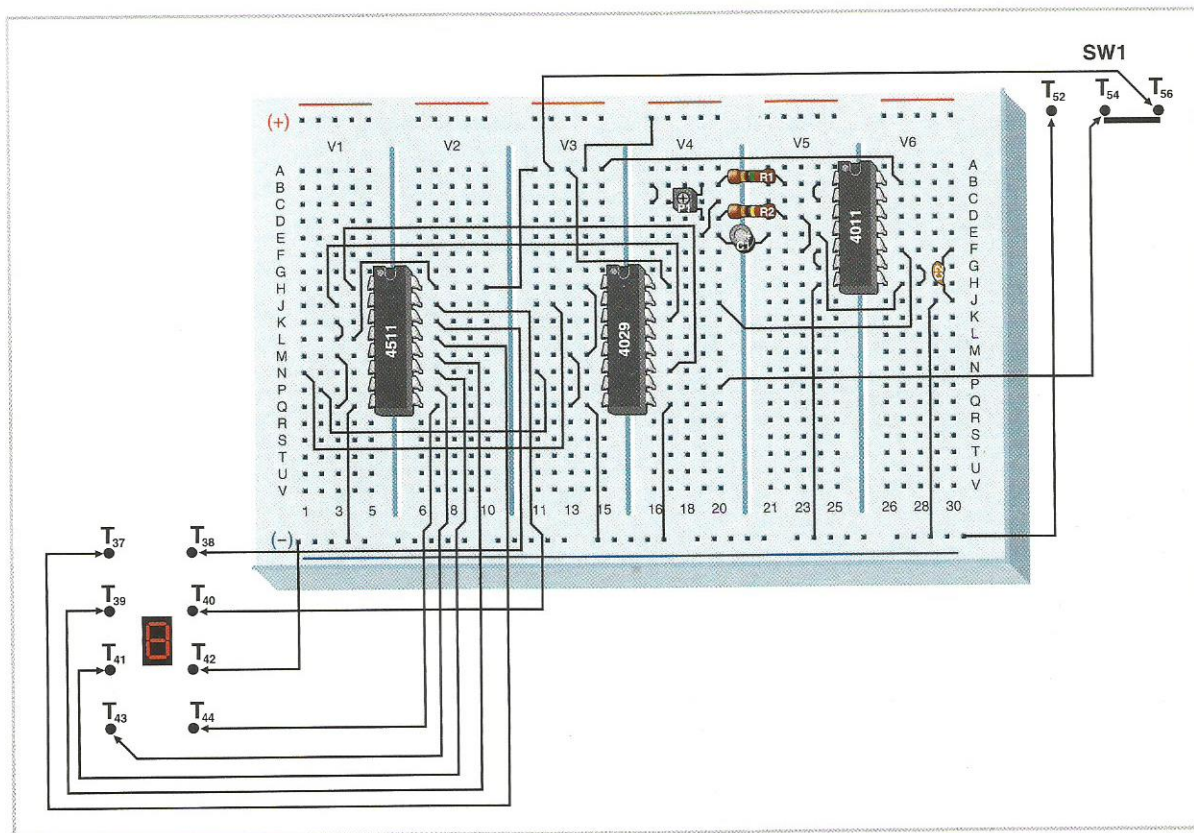 SW1
T52 T54 T56
(+)
V1 V2 V3 V4 V5 V6
A A
B B
C C
D D
E E
F F
G G
H H
J J
K K
L L
M M
N N
P P
Q Q
R R
S S
T T
U U
V V
R1
R2
P1
C2
4011
4511
4029
1 3 5 6 8 10 11 13 15 16 18 20 21 23 25 26 28 30
(−)
T37 T38
T39 T40
T41 T42
T43 T44